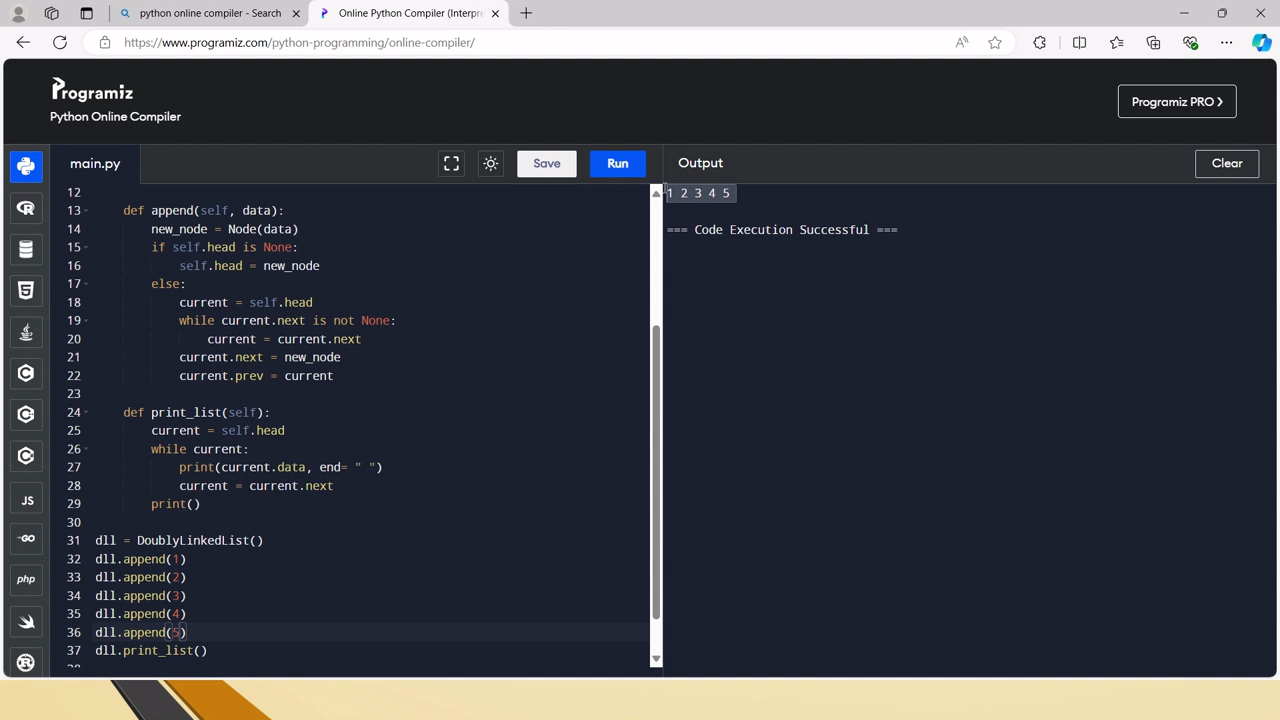 python online compiler - Search
Online Python Compiler (Interpre
https://www.programiz.com/python-programming/online-compiler/
Programiz
Python Online Compiler
Programiz PRO ❯
main.py
Save
Run
Output
Clear
12
13 def append(self, data):
14 new_node = Node(data)
15 if self.head is None:
16 self.head = new_node
17 else:
18 current = self.head
19 while current.next is not None:
20 current = current.next
21 current.next = new_node
22 current.prev = current
23
24 def print_list(self):
25 current = self.head
26 while current:
27 print(current.data, end= " ")
28 current = current.next
29 print()
30
31 dll = DoublyLinkedList()
32 dll.append(1)
33 dll.append(2)
34 dll.append(3)
35 dll.append(4)
36 dll.append(5)
37 dll.print_list()
1 2 3 4 5
=== Code Execution Successful ===
JS
GO
php